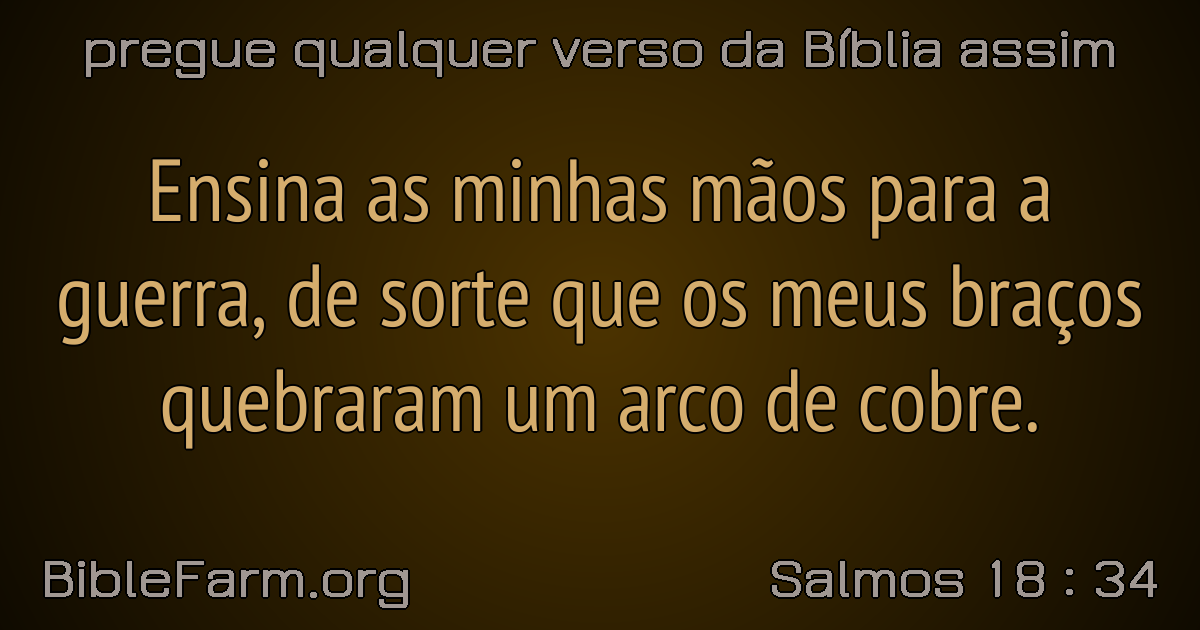 pregue qualquer verso da Bíblia assim
Ensina as minhas mãos para a
guerra, de sorte que os meus braços
quebraram um arco de cobre.
BibleFarm.org
Salmos 18 : 34